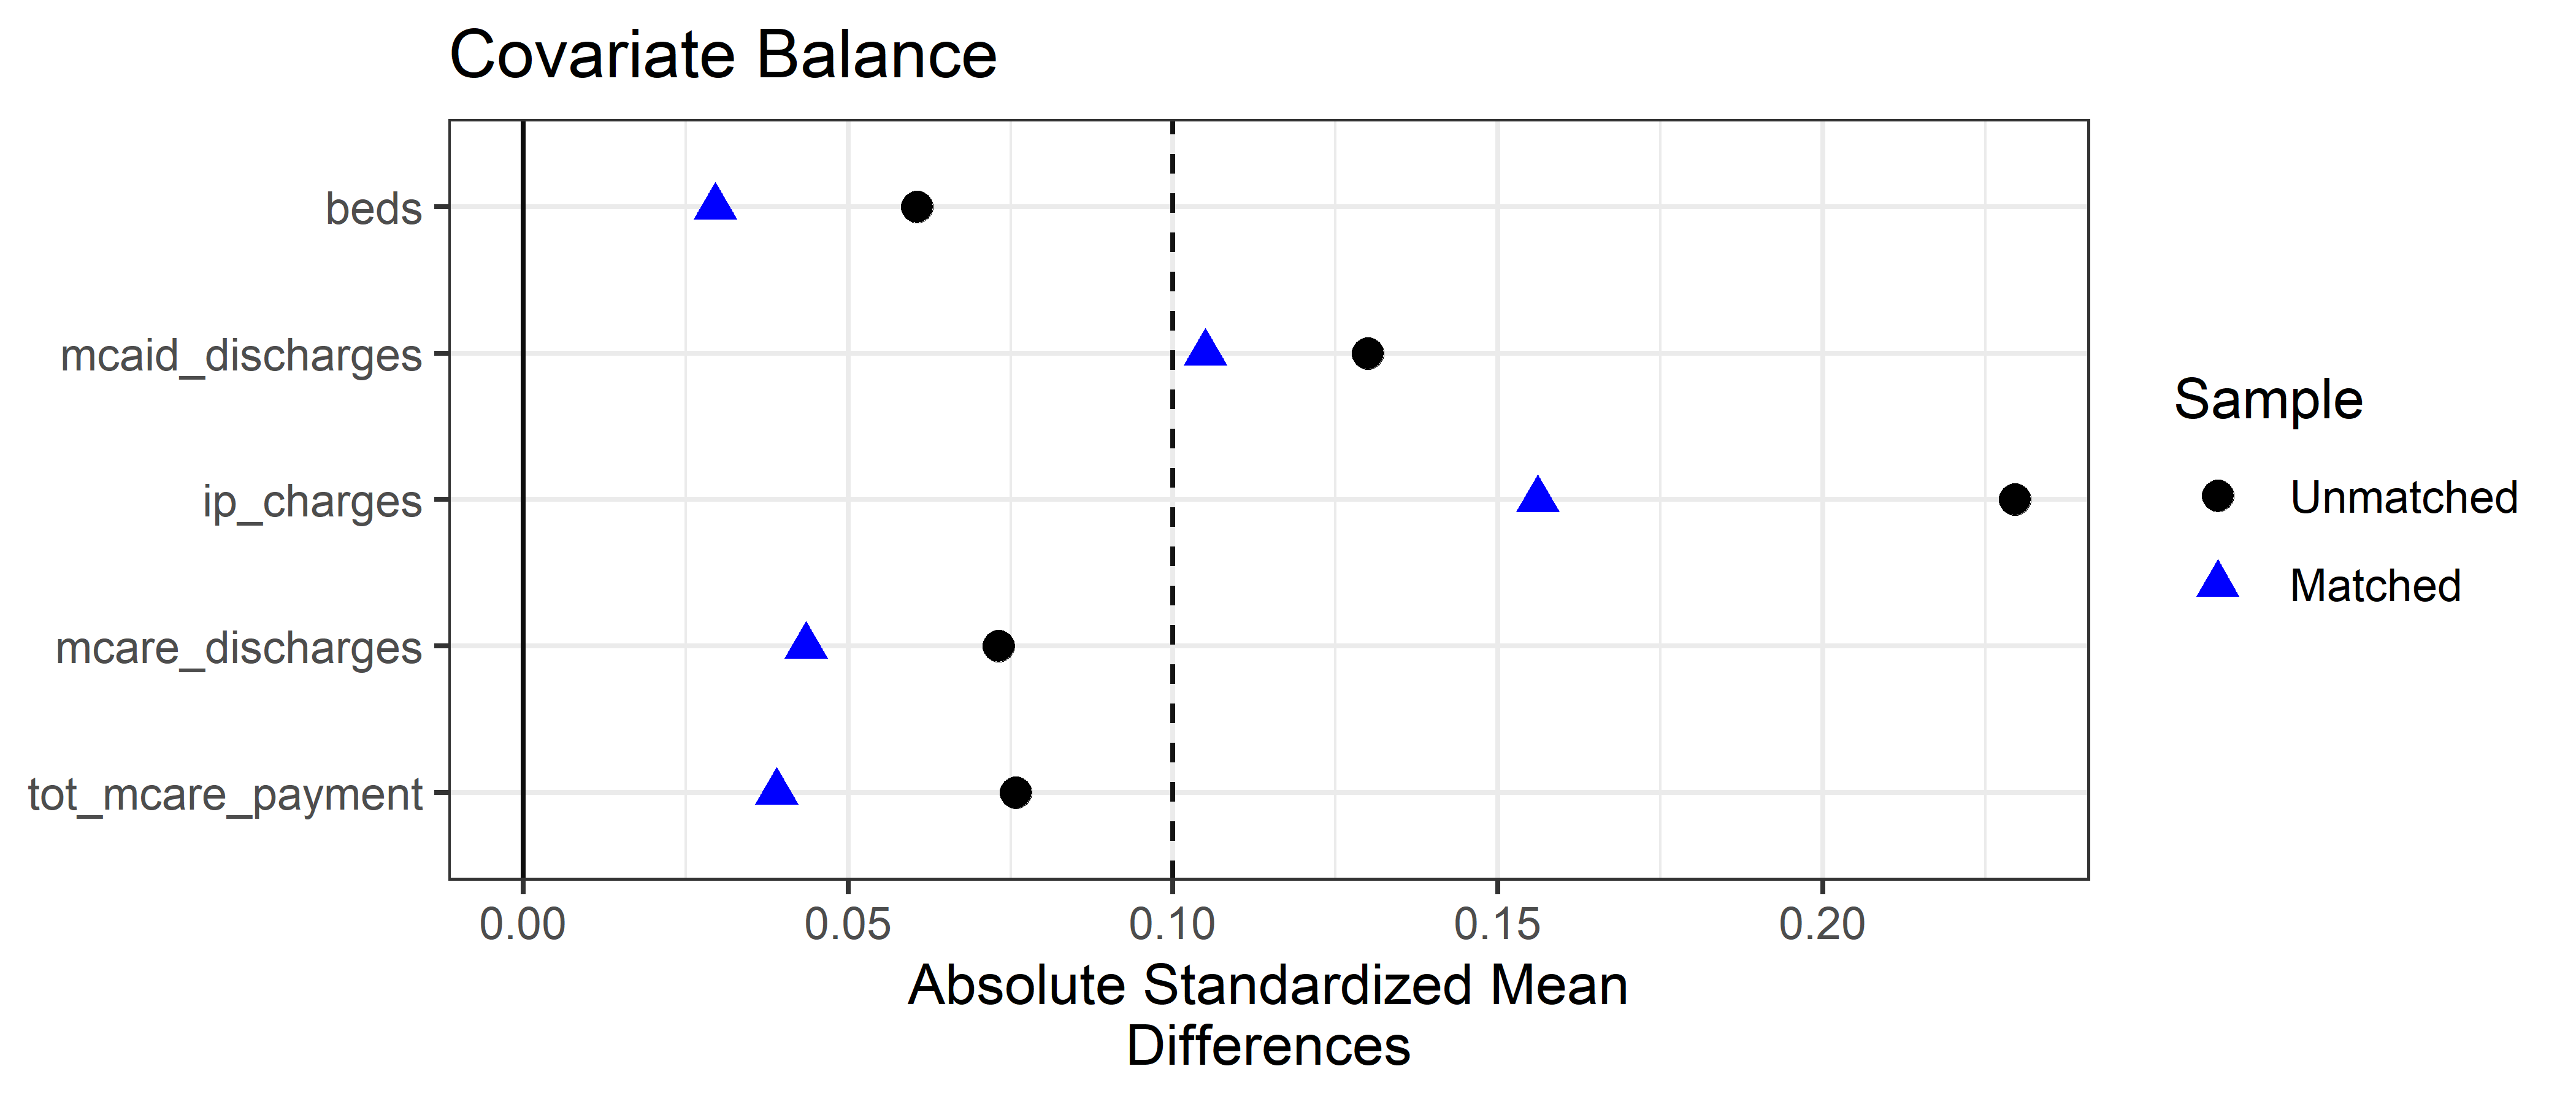 Covariate Balance
beds
mcaid_discharges
ip_charges
mcare_discharges
tot_mcare_payment
0.00 0.05 0.10 0.15 0.20
Absolute Standardized Mean
Differences
Sample
Unmatched
Matched